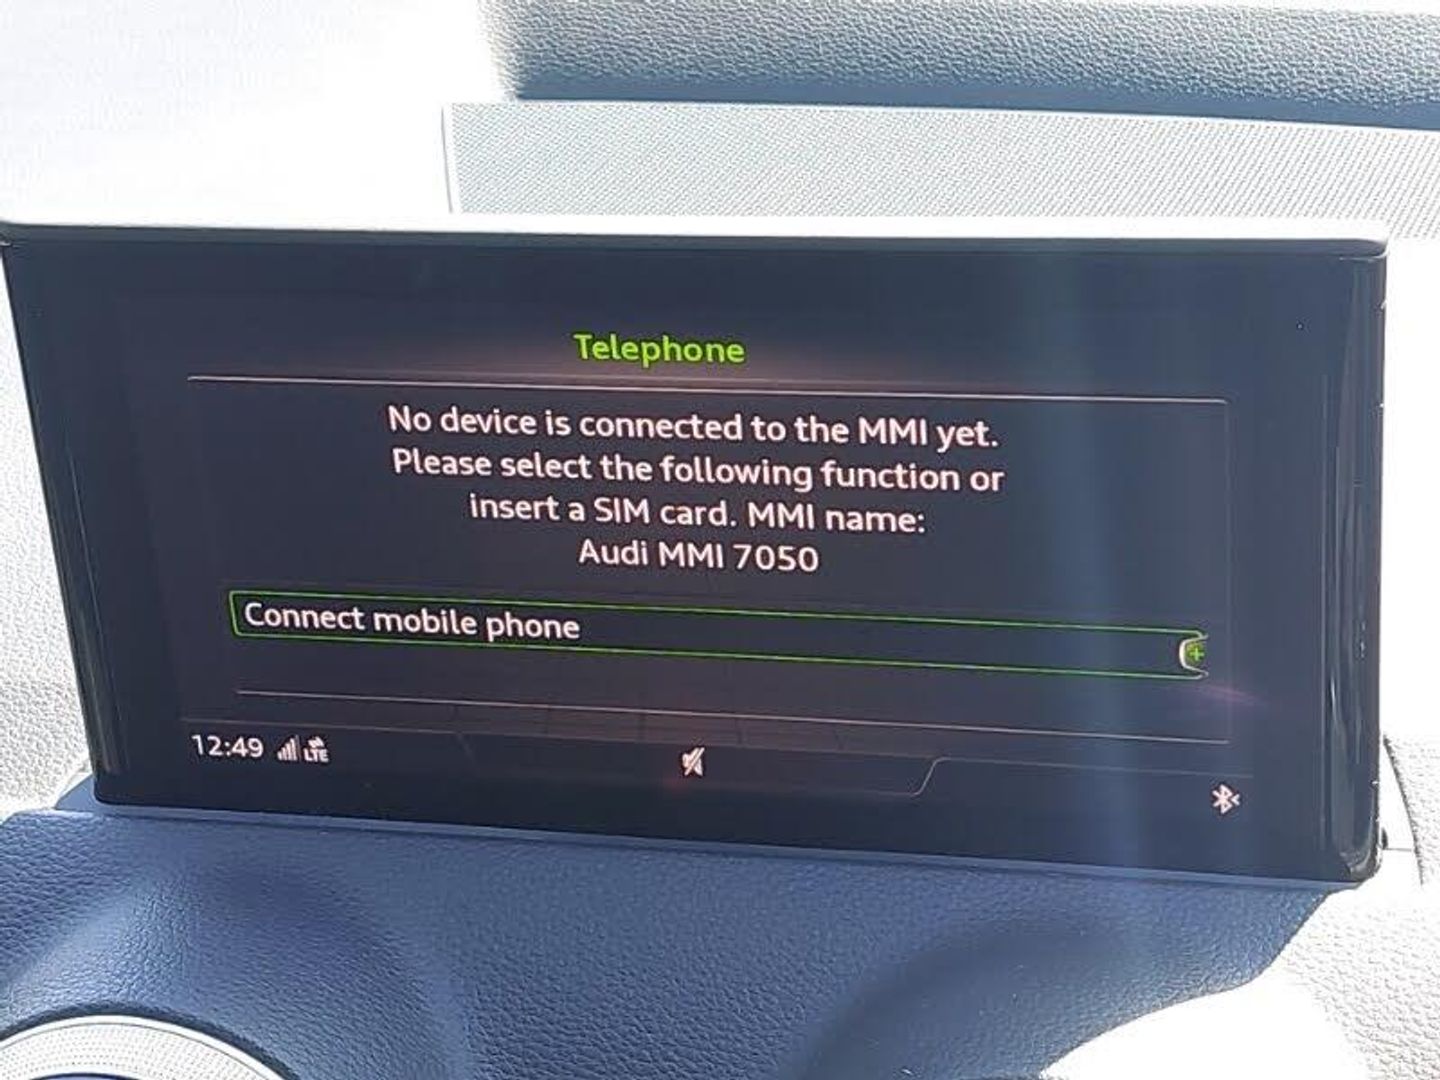 Telephone
No device is connected to the MMI yet.
Please select the following function or
insert a SIM card. MMI name:
Audi MMI 7050
Connect mobile phone
12:49 LTE